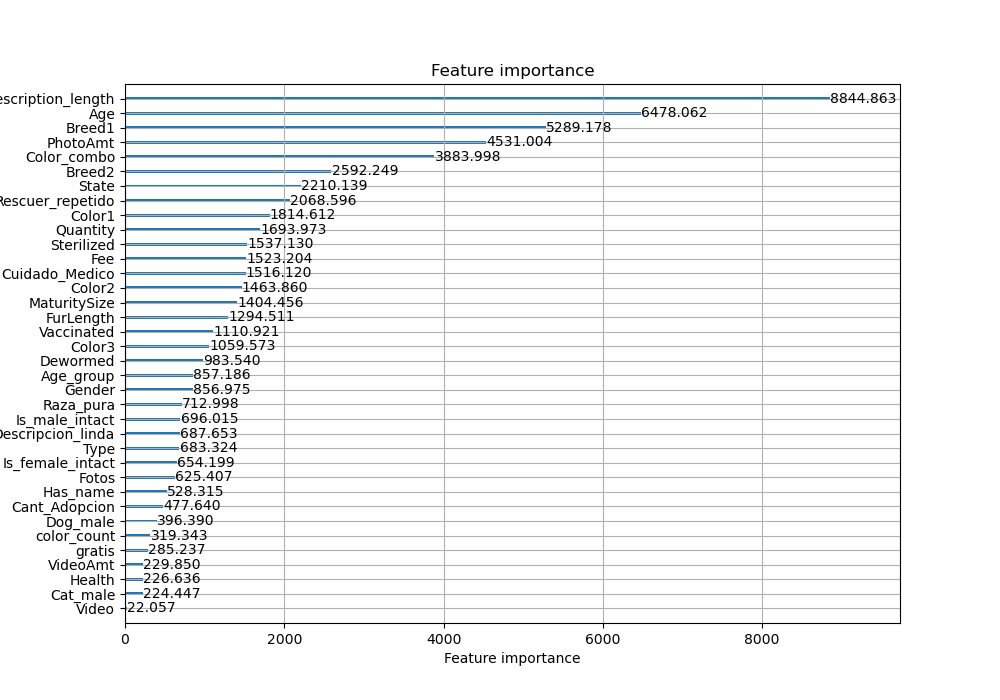 Feature importance
escription_length 8844.863
Age 6478.062
Breed1 5289.178
PhotoAmt 4531.004
Color_combo 3883.998
Breed2 2592.249
State 2210.139
Rescuer_repetido 2068.596
Color1 1814.612
Quantity 1693.973
Sterilized 1537.130
Fee 1523.204
Cuidado_Medico 1516.120
Color2 1463.860
MaturitySize 1404.456
FurLength 1294.511
Vaccinated 1110.921
Color3 1059.573
Dewormed 983.540
Age_group 857.186
Gender 856.975
Raza_pura 712.998
Is_male_intact 696.015
Descripcion_linda 687.653
Type 683.324
Is_female_intact 654.199
Fotos 625.407
Has_name 528.315
Cant_Adopcion 477.640
Dog_male 396.390
color_count 319.343
gratis 285.237
VideoAmt 229.850
Health 226.636
Cat_male 224.447
Video 22.057
0 2000 4000 6000 8000
Feature importance